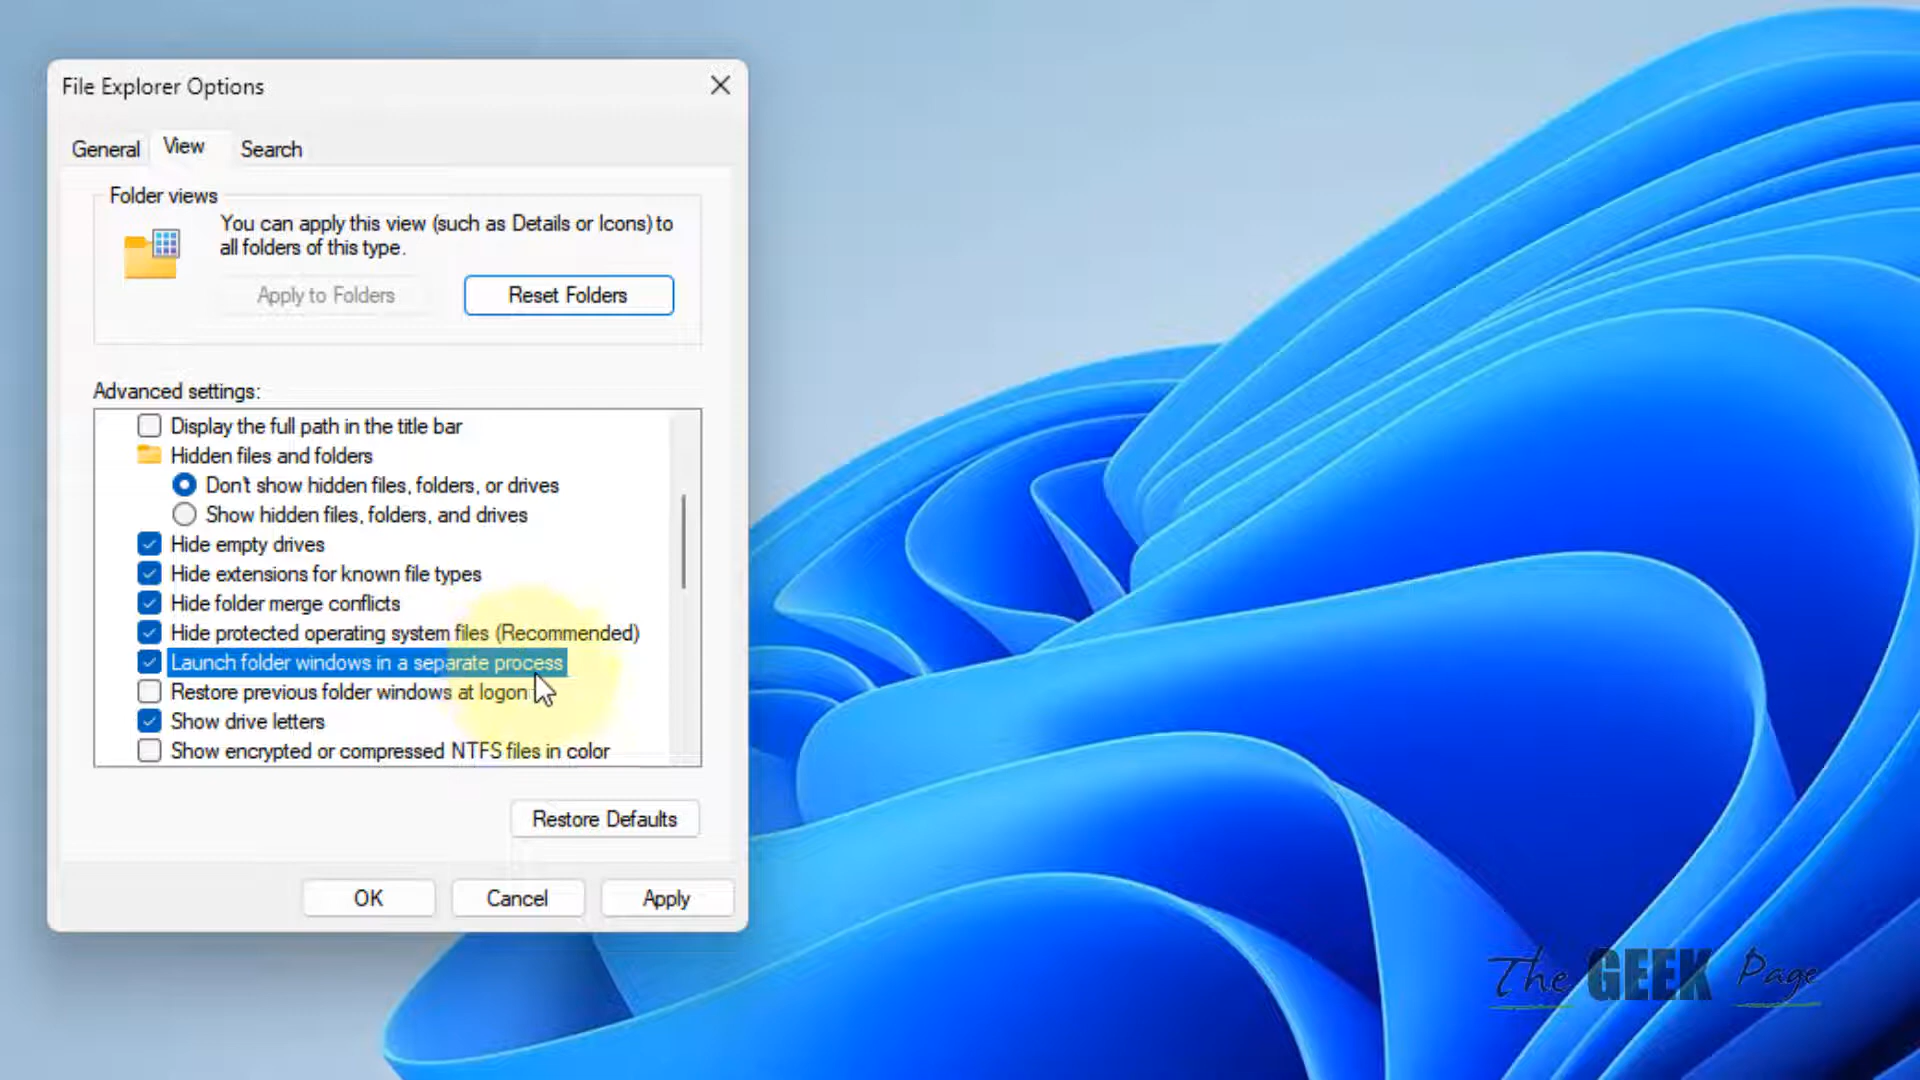 File Explorer Options
General
View
Search
Folder views
You can apply this view (such as Details or Icons) to
all folders of this type.
Apply to Folders
Reset Folders
Advanced settings:
Display the full path in the title bar
Hidden files and folders
Don't show hidden files, folders, or drives
Show hidden files, folders, and drives
Hide empty drives
Hide extensions for known file types
Hide folder merge conflicts
Hide protected operating system files (Recommended)
Launch folder windows in a separate process
Restore previous folder windows at logon
Show drive letters
Show encrypted or compressed NTFS files in color
Restore Defaults
OK
Cancel
Apply
The GEEK Page